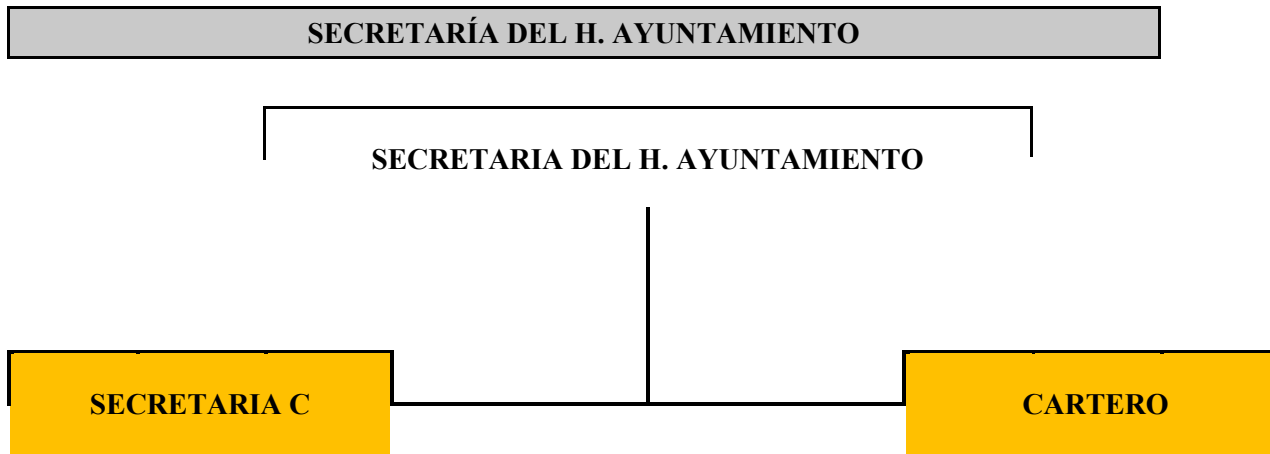 SECRETARÍA DEL H. AYUNTAMIENTO
SECRETARIA DEL H. AYUNTAMIENTO
SECRETARIA C
CARTERO